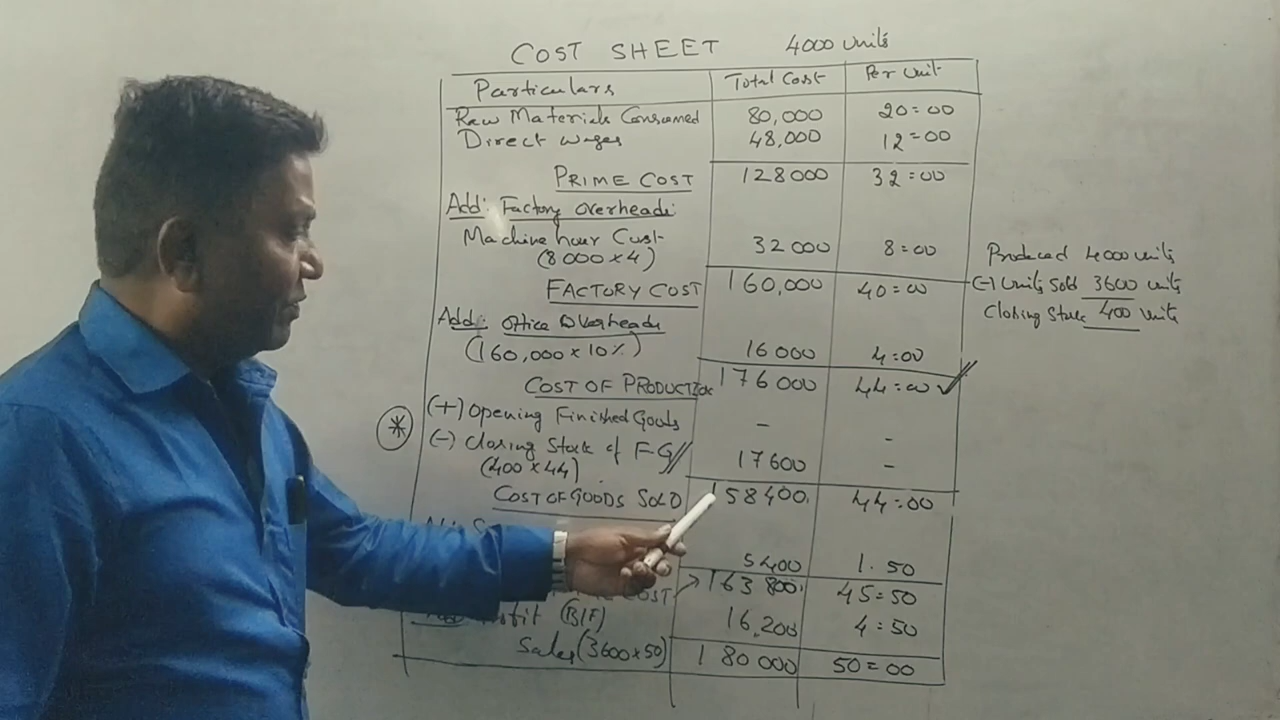 COST SHEET 4000 Units
Particulars Total Cost Per Unit
Raw Materials Consumed 80,000 20=00
Direct Wages 48,000 12=00
PRIME COST 128000 32=00
Add: Factory Overheads:
Machine hour Cost 32000 8=00
(8000×4)
FACTORY COST 160,000 40=00
Add: Office Overheads
(160,000×10%) 16000 4=00
COST OF PRODUCTION 176000 44=00 ✓
(+) Opening Finished Goods - -
(-) Closing Stock of FG// 17600 -
(400×44)
COST OF GOODS SOLD 158400 44=00
5400 1.50
COST 163800 45=50
(B/F) 16,200 4=50
Sales (3600×50) 180000 50=00
Produced 4000 units
(-) Units Sold 3600 units
Closing Stock 400 Units